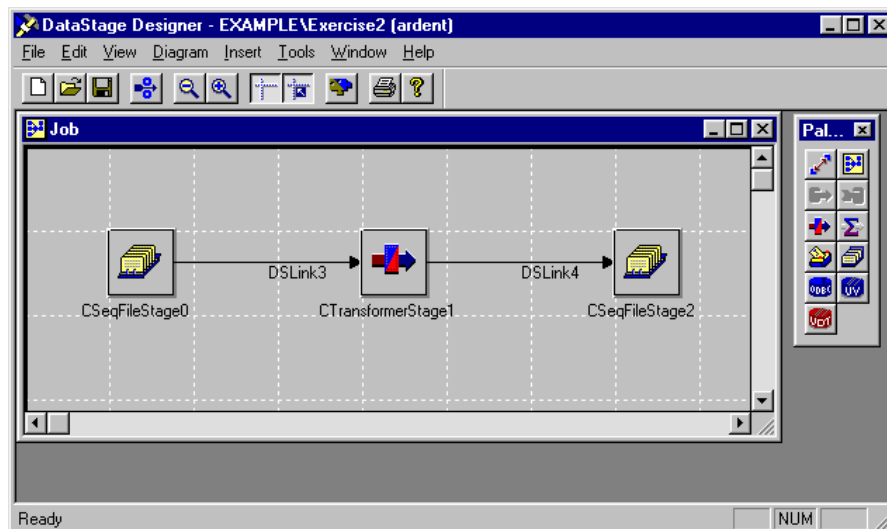 DataStage Designer - EXAMPLE\Exercise2 (ardent)
File Edit View Diagram Insert Tools Window Help
Job
Pal...
DSLink3
DSLink4
CSeqFileStage0
CTransformerStage1
CSeqFileStage2
ODBC
UV
Ready
NUM